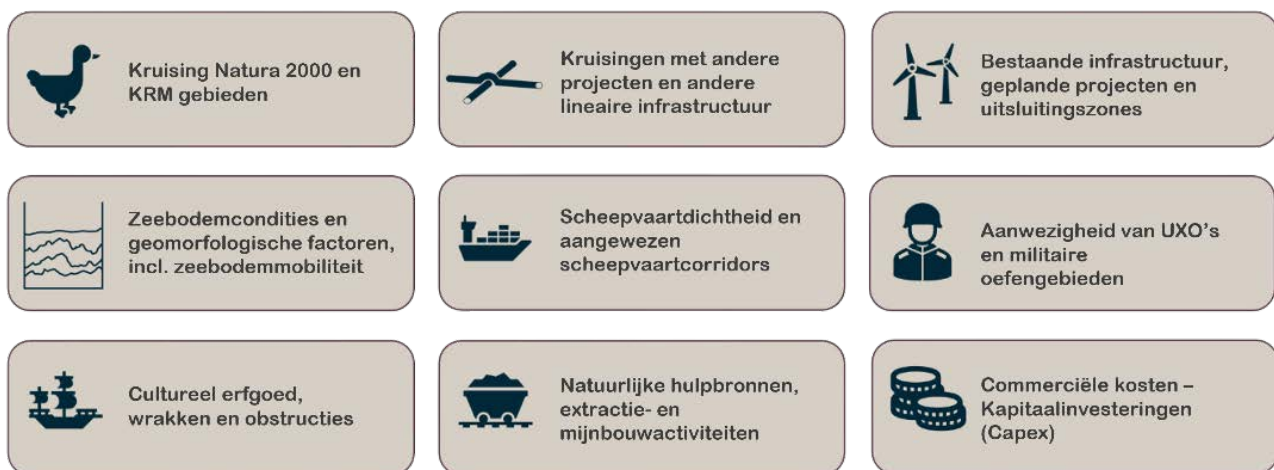 Kruising Natura 2000 en
KRM gebieden
Kruisingen met andere
projecten en andere
lineaire infrastructuur
Bestaande infrastructuur,
geplande projecten en
uitsluitingszones
Zeebodemcondities en
geomorfologische factoren,
incl. zeebodemmobiliteit
Scheepvaartdichtheid en
aangewezen
scheepvaartcorridors
Aanwezigheid van UXO's
en militaire
oefengebieden
Cultureel erfgoed,
wrakken en obstructies
Natuurlijke hulpbronnen,
extractie- en
mijnbouwactiviteiten
Commerciële kosten –
Kapitaalinvesteringen
(Capex)